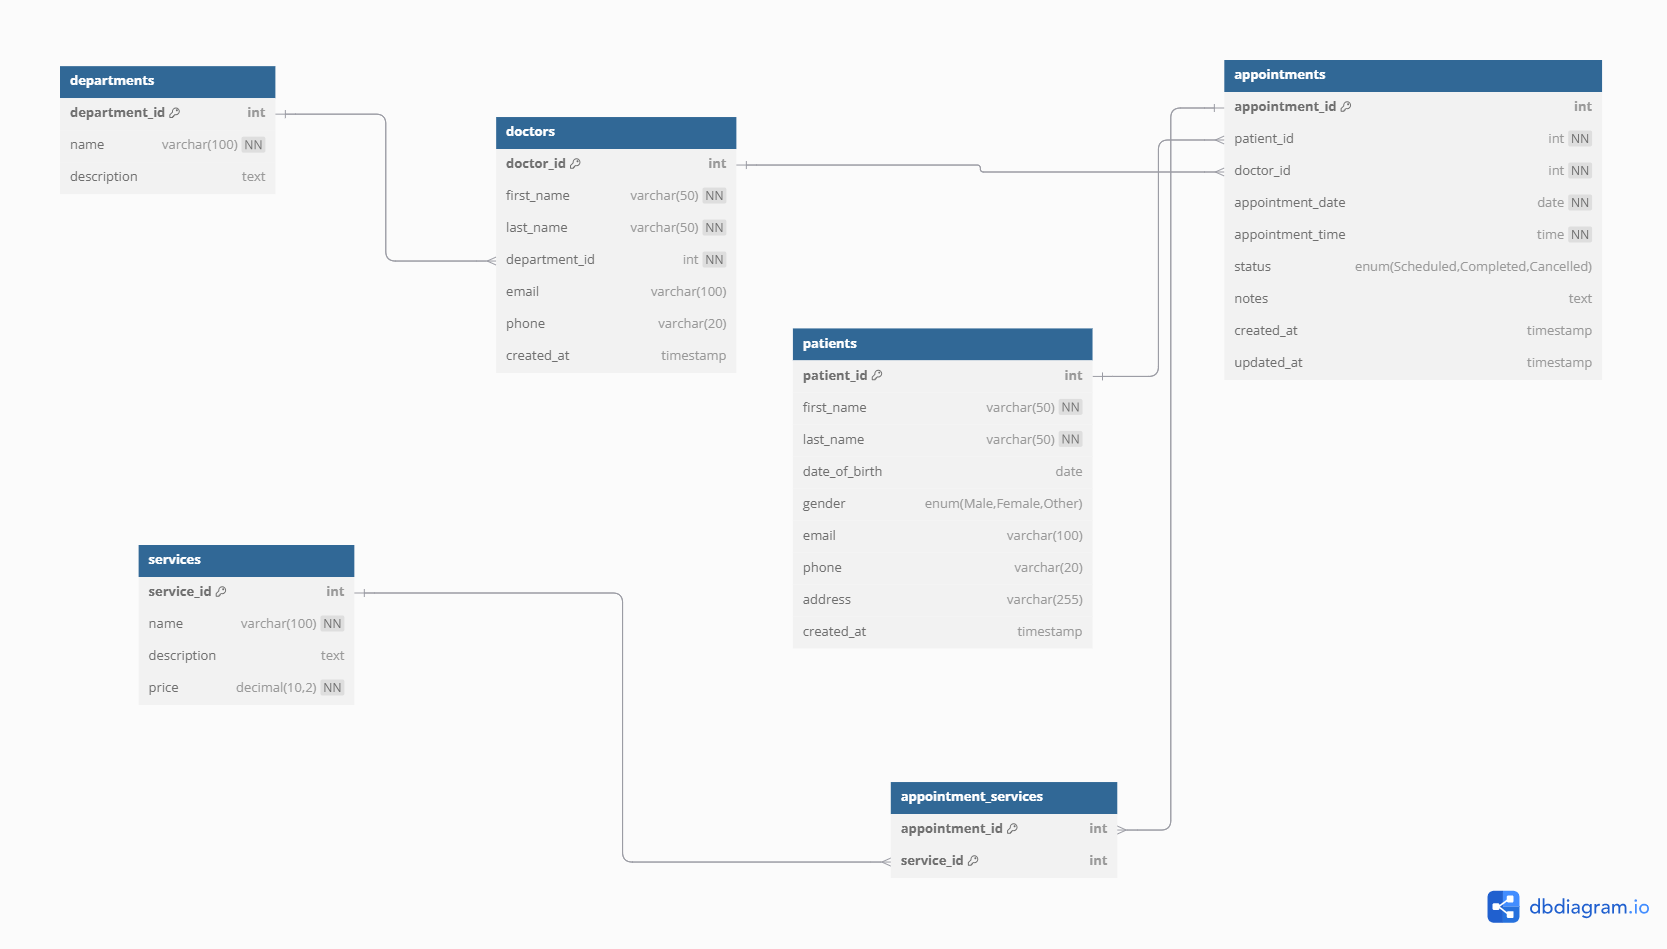 departments
department_id int
name varchar(100) NN
description text
doctors
doctor_id int
first_name varchar(50) NN
last_name varchar(50) NN
department_id int NN
email varchar(100)
phone varchar(20)
created_at timestamp
appointments
appointment_id int
patient_id int NN
doctor_id int NN
appointment_date date NN
appointment_time time NN
status enum(Scheduled,Completed,Cancelled)
notes text
created_at timestamp
updated_at timestamp
patients
patient_id int
first_name varchar(50) NN
last_name varchar(50) NN
date_of_birth date
gender enum(Male,Female,Other)
email varchar(100)
phone varchar(20)
address varchar(255)
created_at timestamp
services
service_id int
name varchar(100) NN
description text
price decimal(10,2) NN
appointment_services
appointment_id int
service_id int
dbdiagram.io